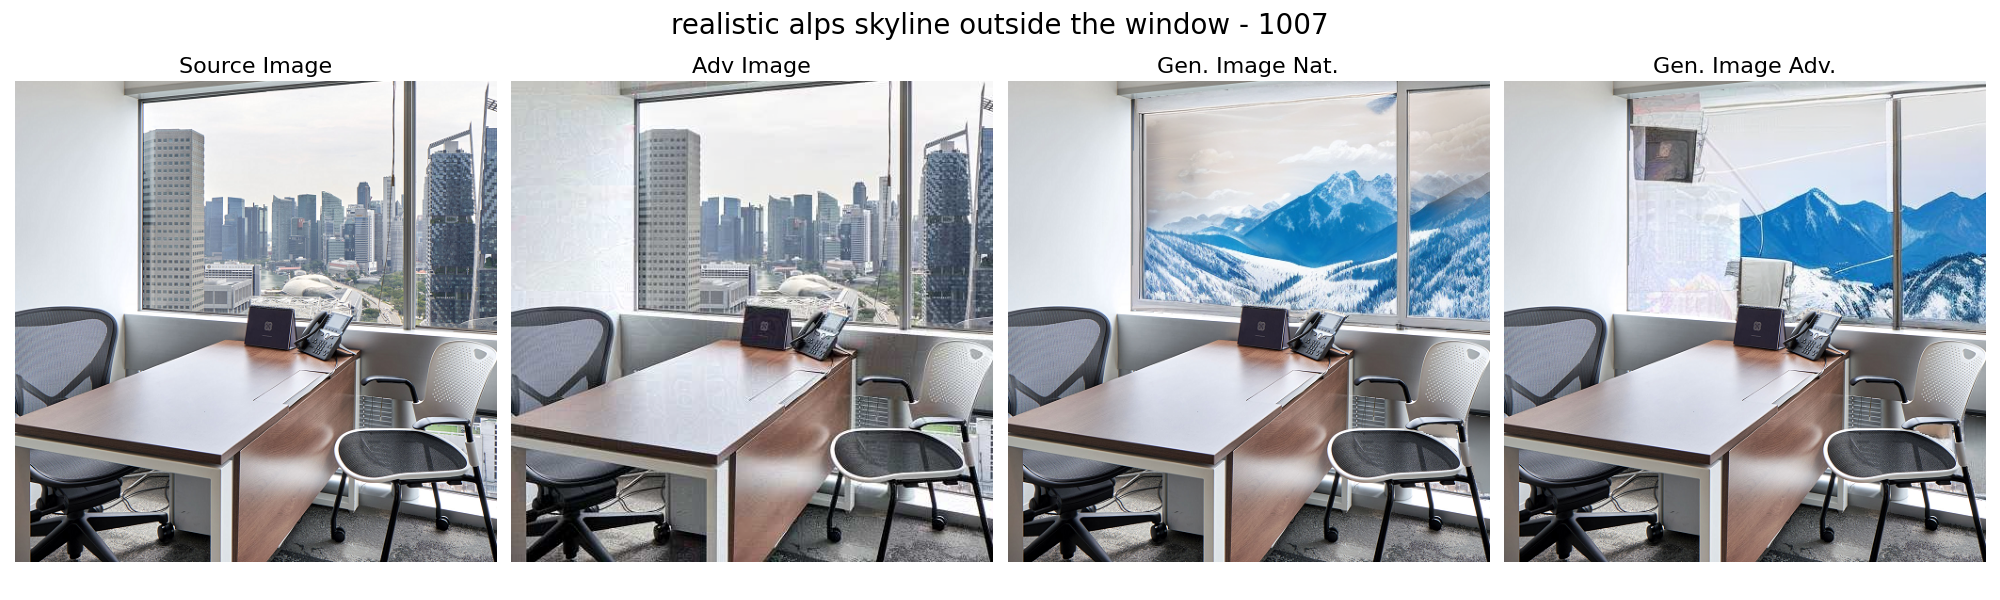 realistic alps skyline outside the window - 1007
Source Image
Adv Image
Gen. Image Nat.
Gen. Image Adv.